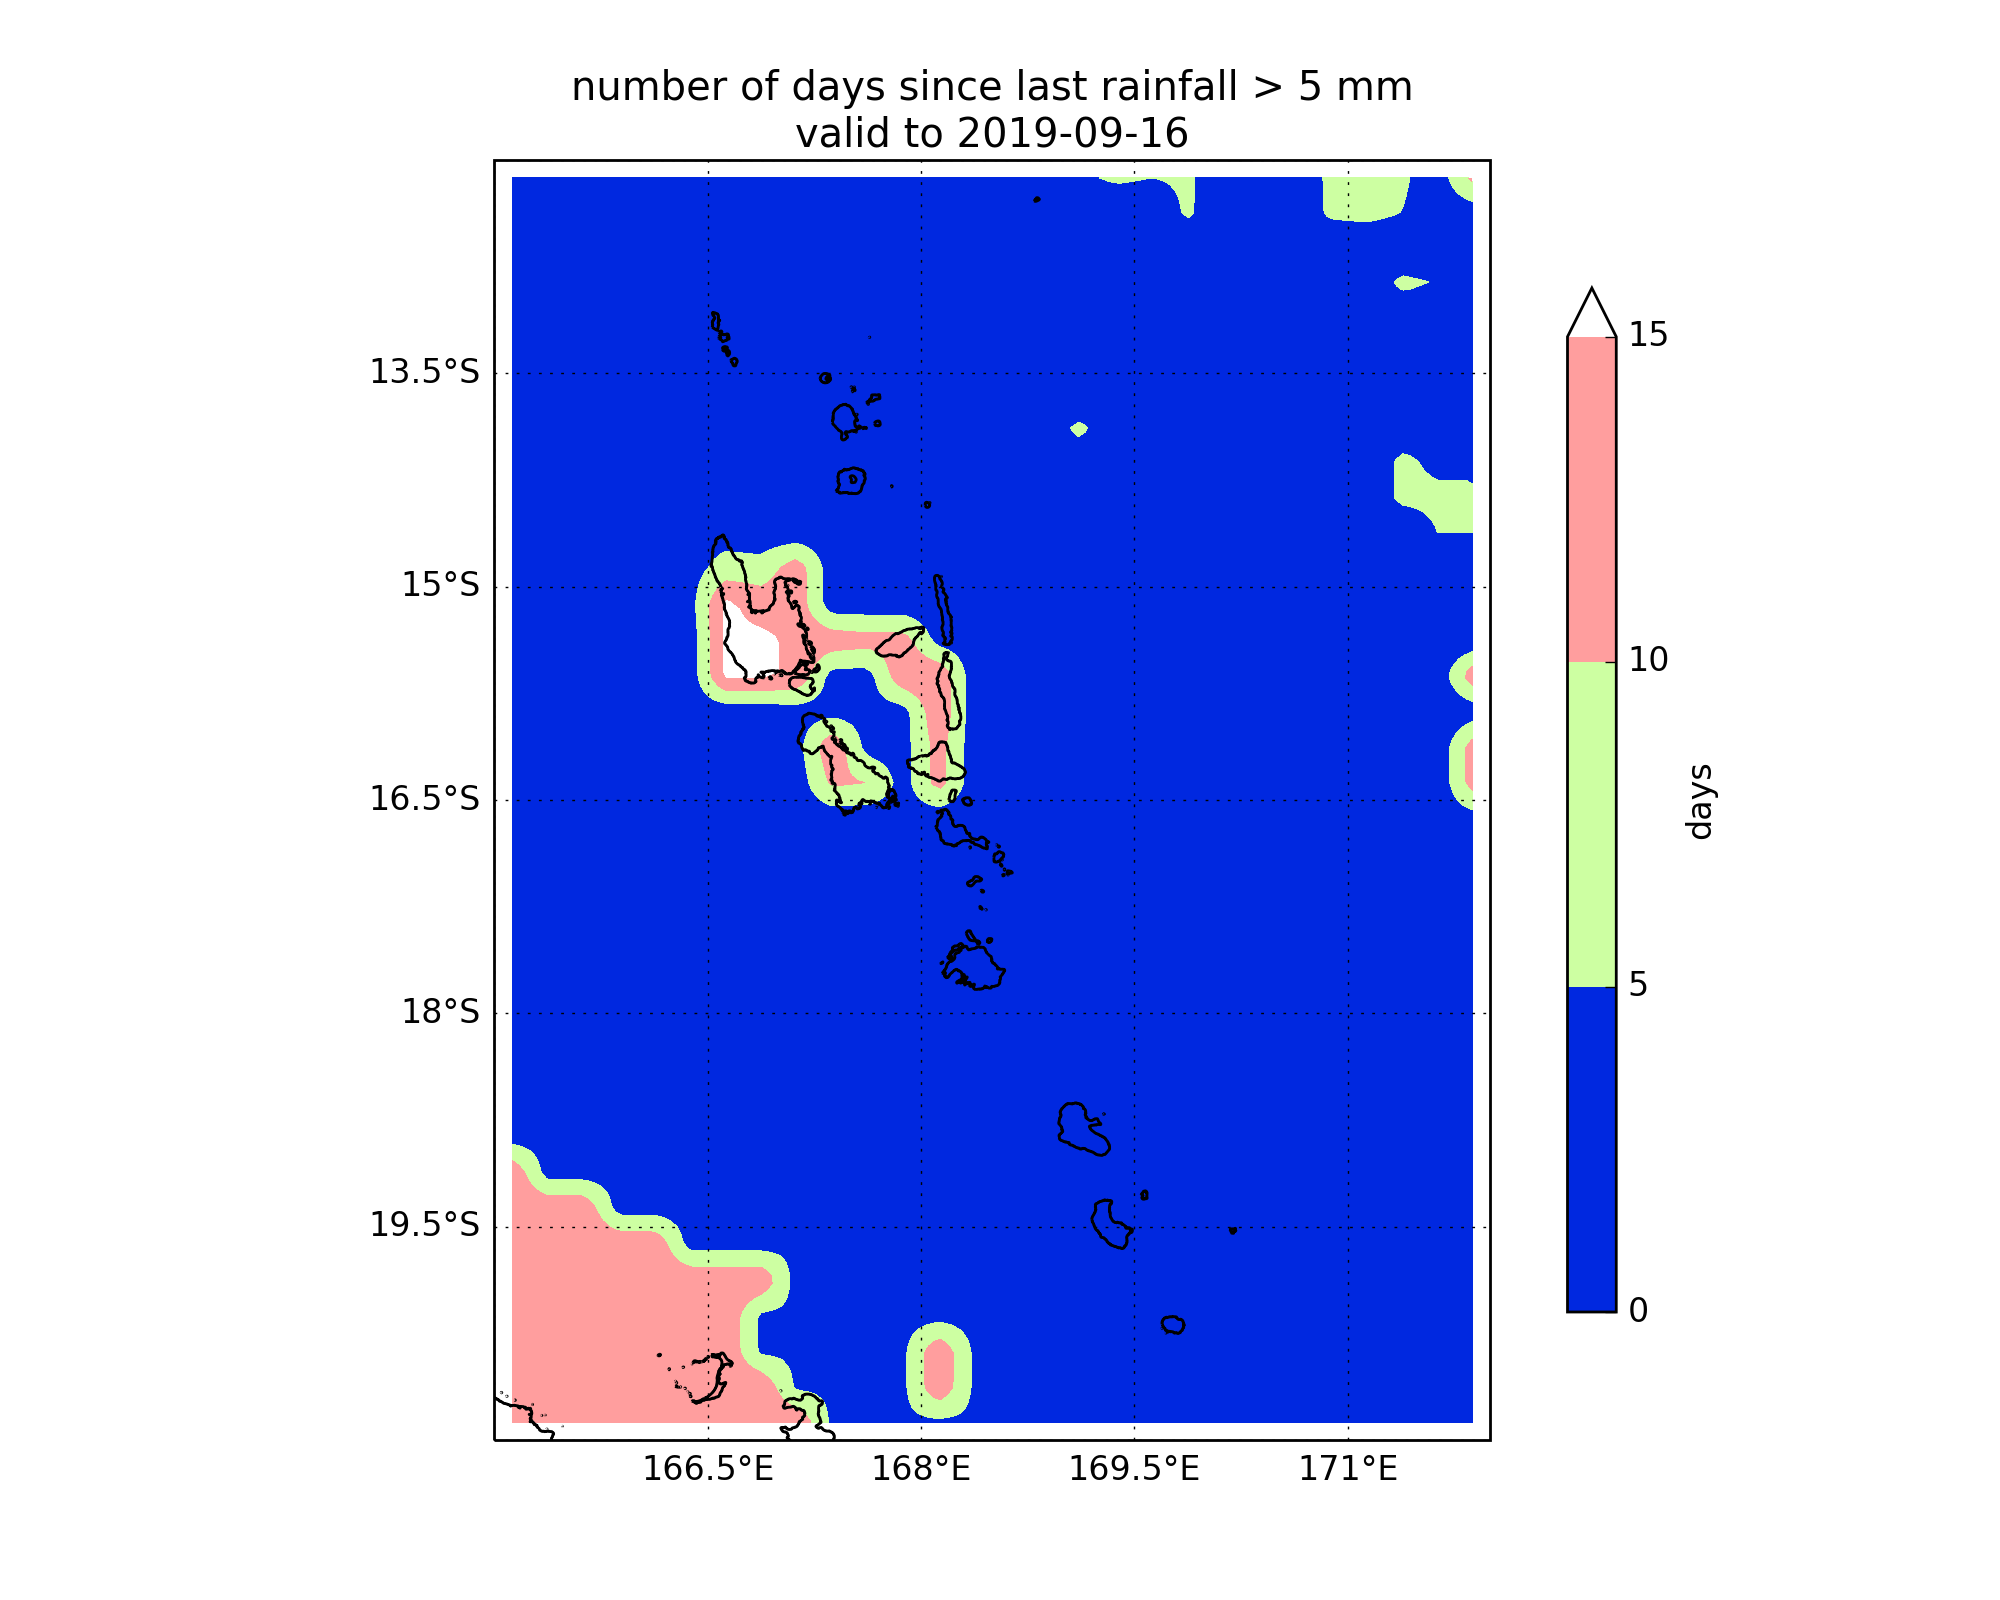 number of days since last rainfall > 5 mm
valid to 2019-09-16
13.5°S
15°S
16.5°S
18°S
19.5°S
166.5°E
168°E
169.5°E
171°E
15
10
5
0
days